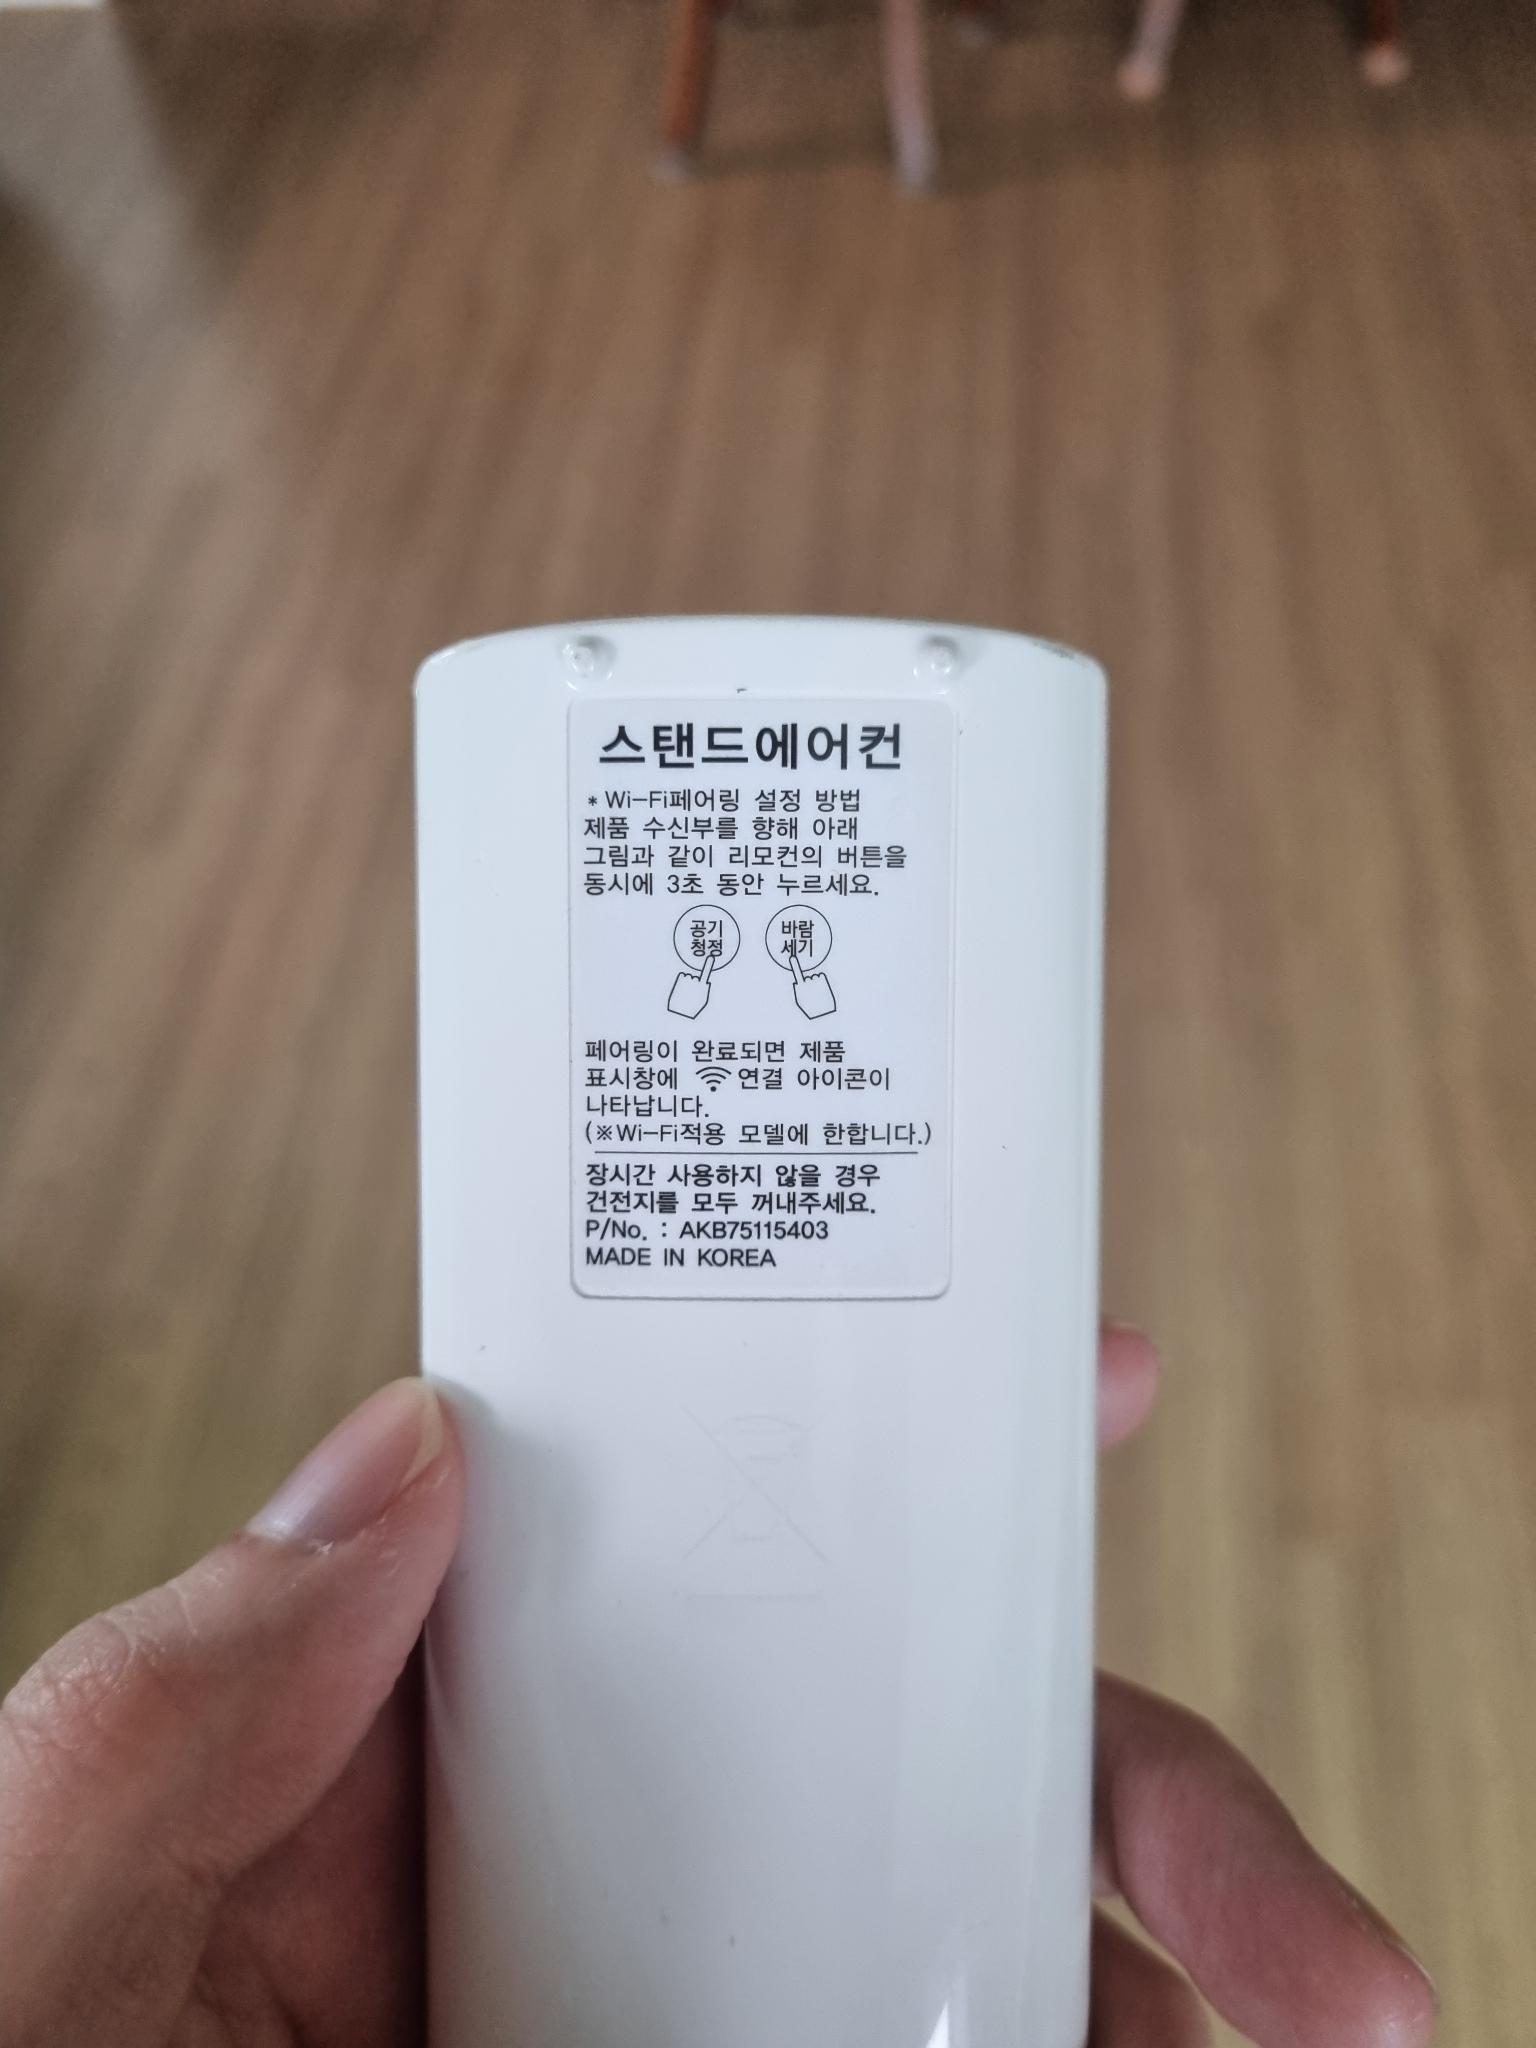 스탠드에어컨
* Wi-Fi페어링 설정 방법
제품 수신부를 향해 아래
그림과 같이 리모컨의 버튼을
동시에 3초 동안 누르세요.
공기 바람
청정 세기
페어링이 완료되면 제품
표시창에 연결 아이콘이
나타납니다.
(※Wi-Fi적용 모델에 한합니다.)
장시간 사용하지 않을 경우
건전지를 모두 꺼내주세요.
P/No. : AKB75115403
MADE IN KOREA